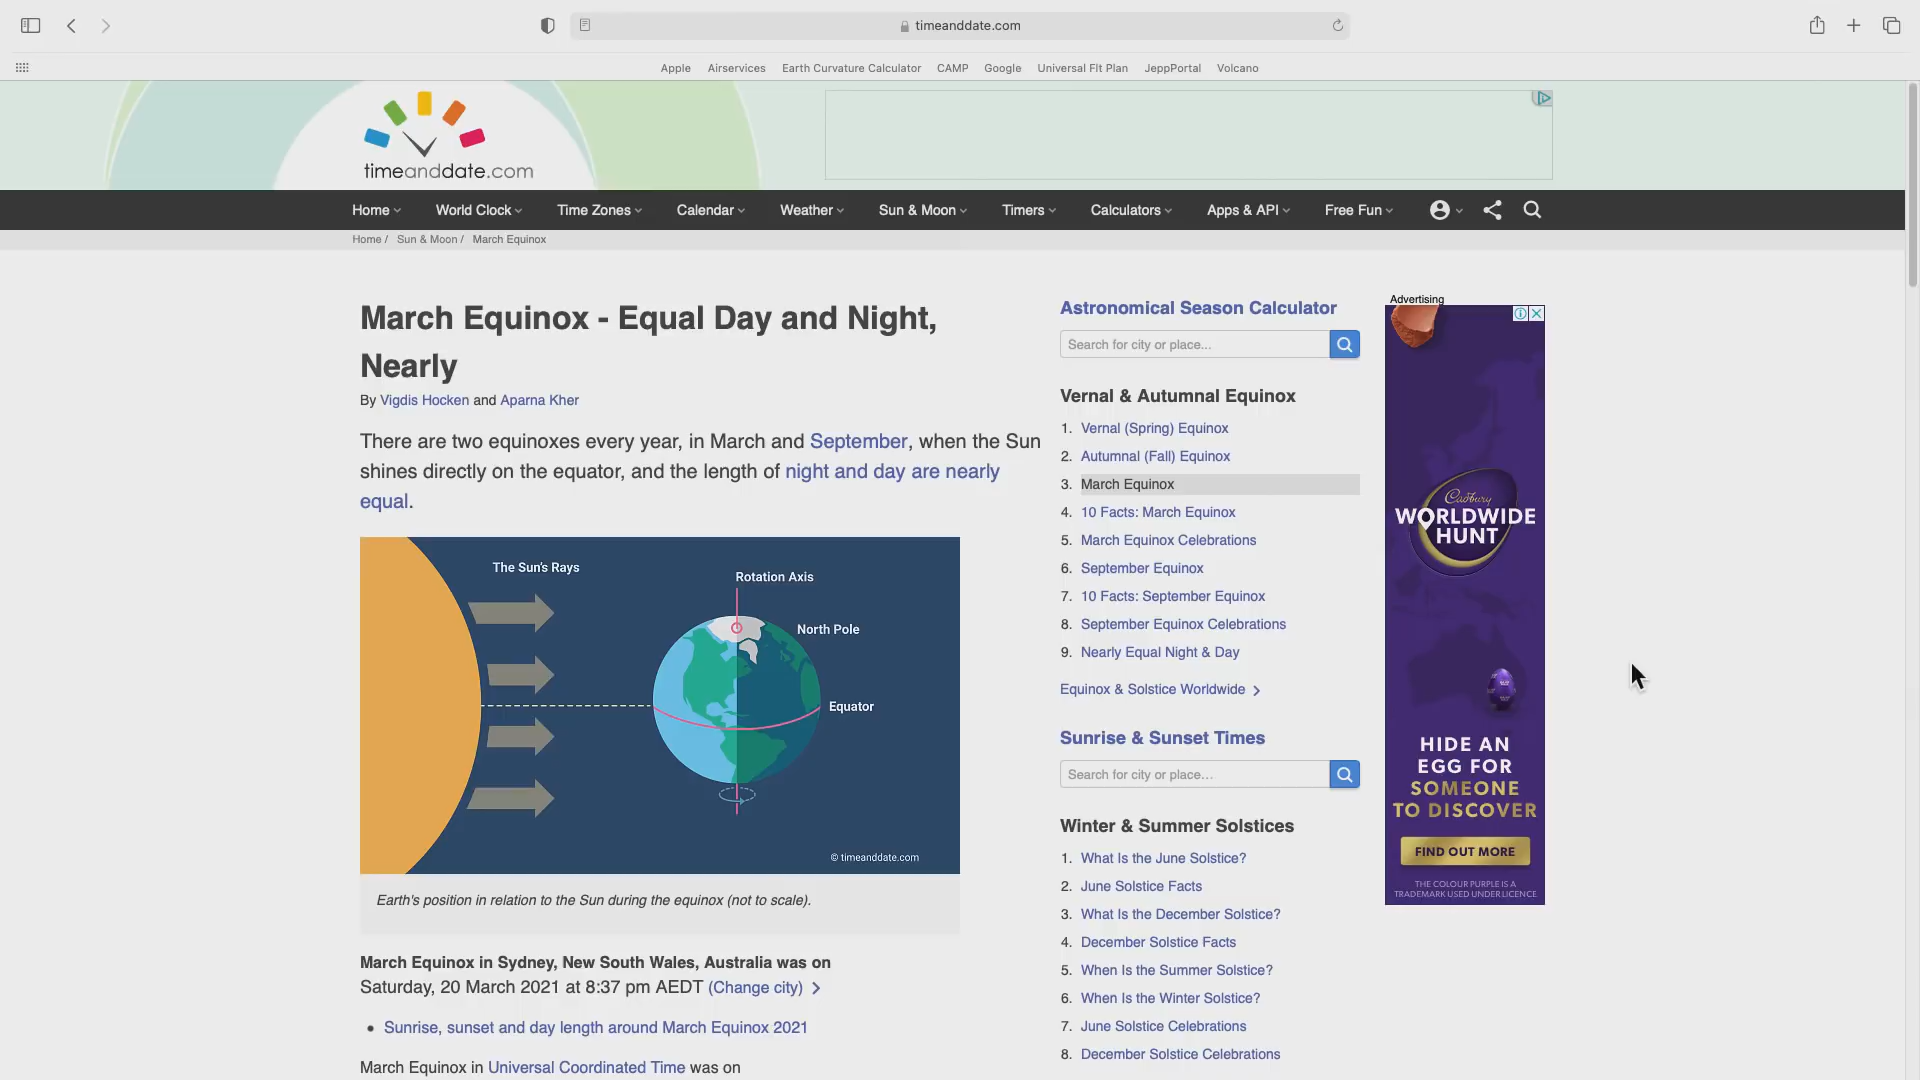 timeanddate.com
Apple
Airservices
Earth Curvature Calculator
CAMP
Google
Universal Flt Plan
JeppPortal
Volcano
timeanddate.com
Home
World Clock
Time Zones
Calendar
Weather
Sun & Moon
Timers
Calculators
Apps & API
Free Fun
Home / Sun & Moon / March Equinox
March Equinox - Equal Day and Night,
Nearly
By Vigdis Hocken and Aparna Kher
There are two equinoxes every year, in March and September, when the Sun
shines directly on the equator, and the length of night and day are nearly
equal.
The Sun's Rays
Rotation Axis
North Pole
Equator
© timeanddate.com
Earth's position in relation to the Sun during the equinox (not to scale).
March Equinox in Sydney, New South Wales, Australia was on
Saturday, 20 March 2021 at 8:37 pm AEDT (Change city)
• Sunrise, sunset and day length around March Equinox 2021
March Equinox in Universal Coordinated Time was on
Astronomical Season Calculator
Search for city or place...
Vernal & Autumnal Equinox
1. Vernal (Spring) Equinox
2. Autumnal (Fall) Equinox
3. March Equinox
4. 10 Facts: March Equinox
5. March Equinox Celebrations
6. September Equinox
7. 10 Facts: September Equinox
8. September Equinox Celebrations
9. Nearly Equal Night & Day
Equinox & Solstice Worldwide
Sunrise & Sunset Times
Search for city or place...
Winter & Summer Solstices
1. What Is the June Solstice?
2. June Solstice Facts
3. What Is the December Solstice?
4. December Solstice Facts
5. When Is the Summer Solstice?
6. When Is the Winter Solstice?
7. June Solstice Celebrations
8. December Solstice Celebrations
Advertising
Cadbury
WORLDWIDE
HUNT
HIDE AN
EGG FOR
SOMEONE
TO DISCOVER
FIND OUT MORE
THE COLOUR PURPLE IS A
TRADEMARK USED UNDER LICENCE